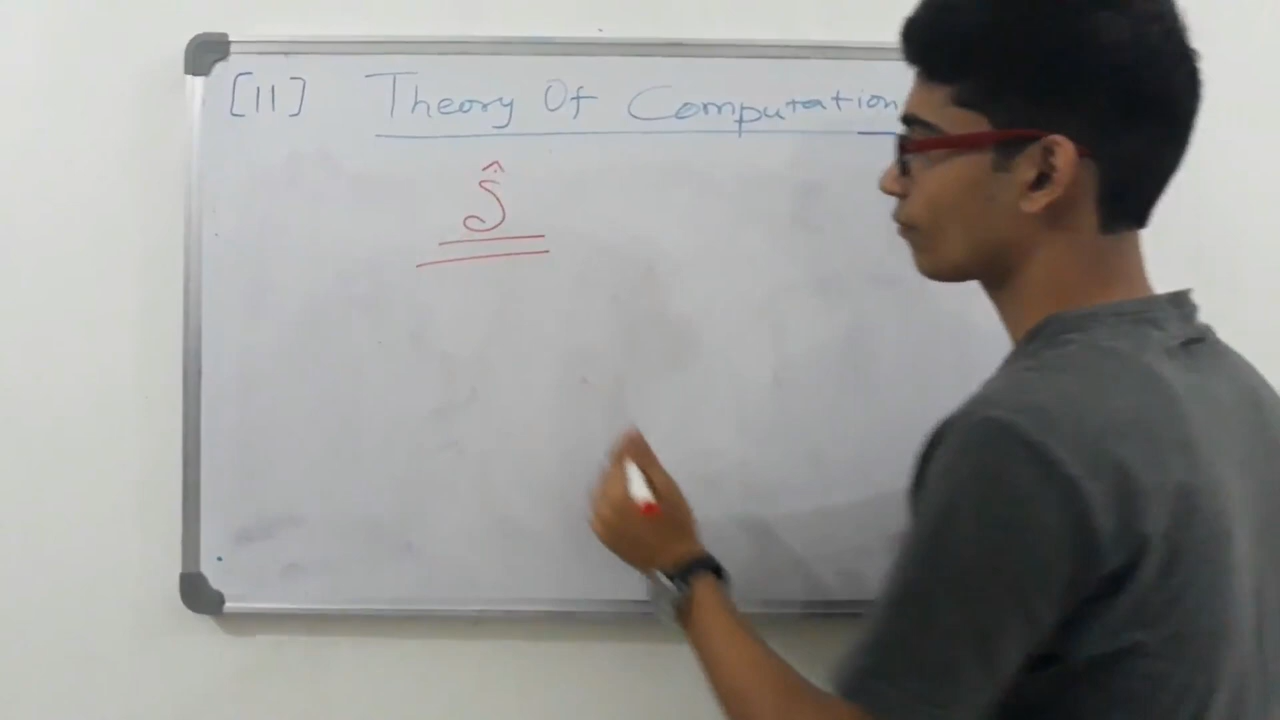 [11] Theory Of Computation
δ̂